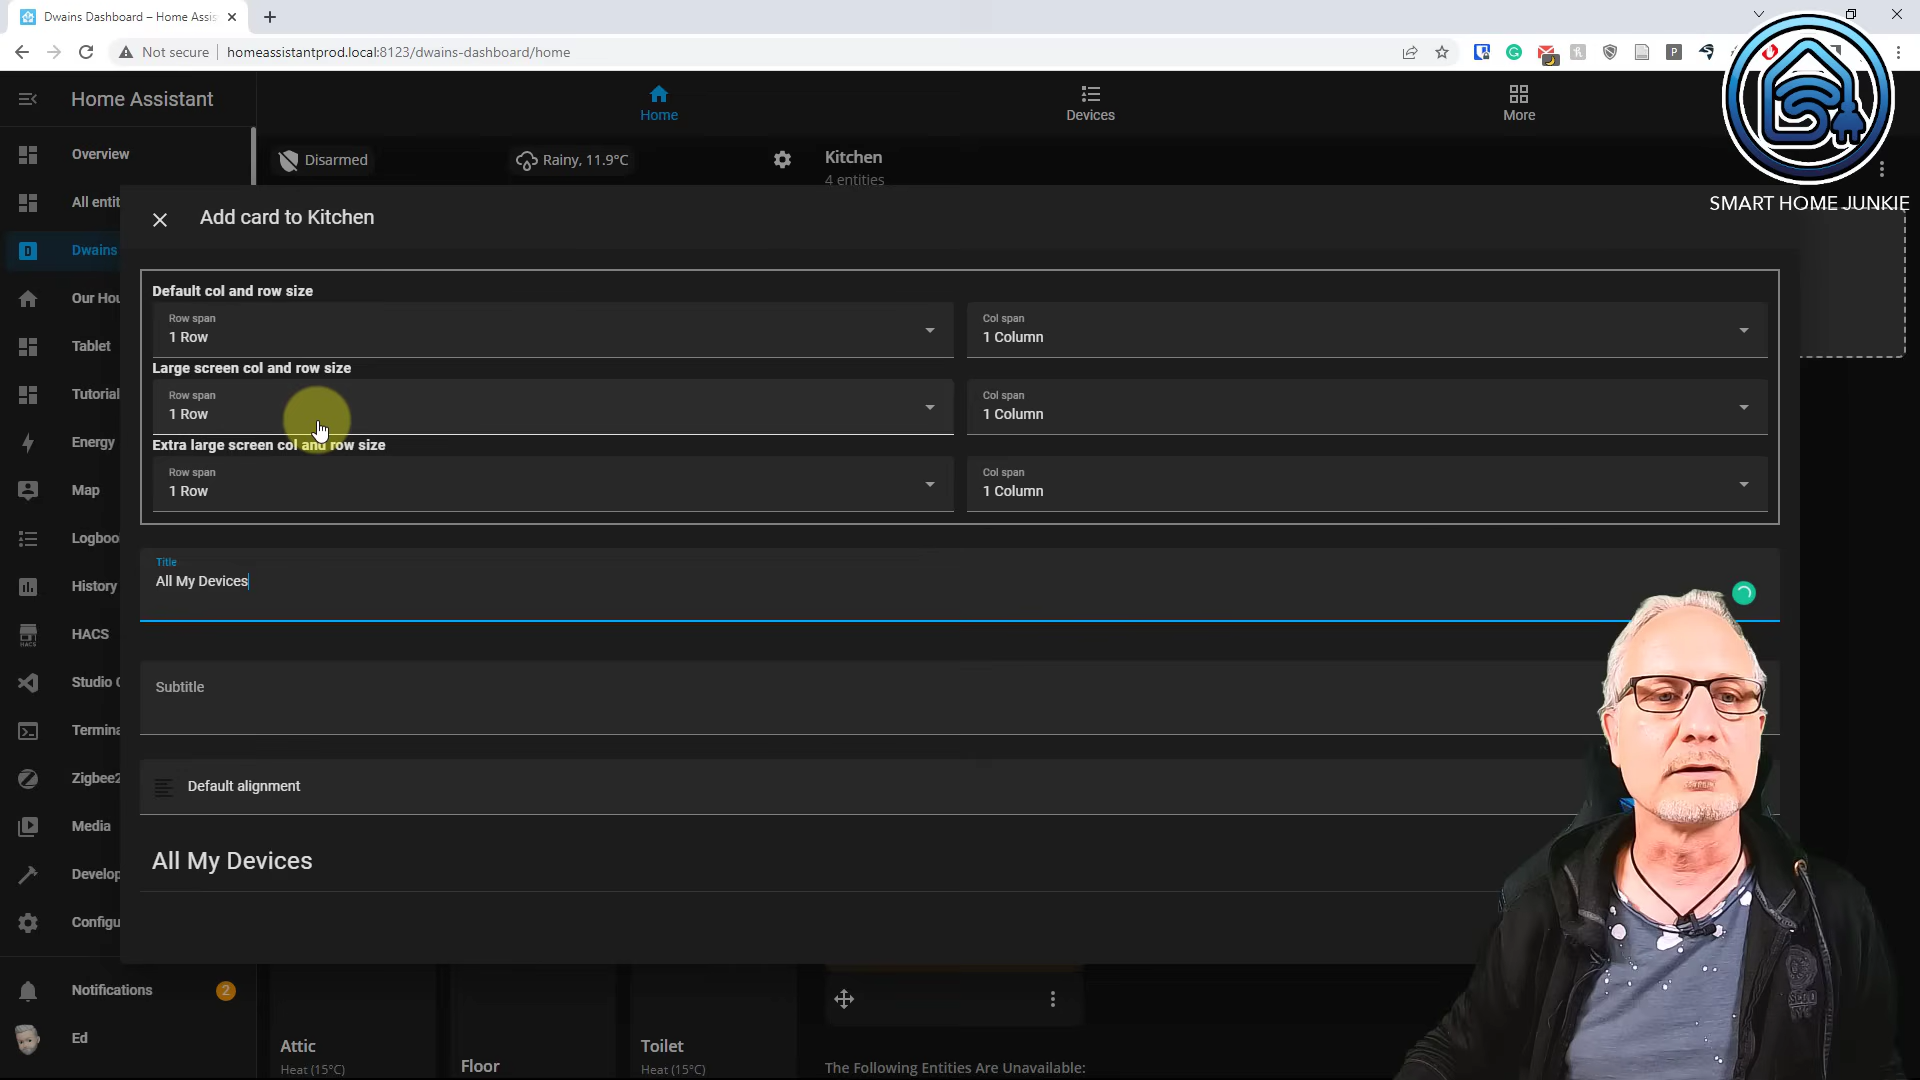 Dwains Dashboard – Home Assis
Not secure
homeassistantprod.local:8123/dwains-dashboard/home
P
Home Assistant
Home
Devices
More
Overview
Disarmed
Rainy, 11.9°C
Kitchen
4 entities
SMART HOME JUNKIE
All entit
Add card to Kitchen
Dwains
Our Hou
Tablet
Tutorial
Energy
Map
Logboo
History
HACS
HACS
Studio C
Termina
Zigbee2
Media
Develop
Configu
Default col and row size
Row span
1 Row
Col span
1 Column
Large screen col and row size
Row span
1 Row
Col span
1 Column
Extra large screen col and row size
Row span
1 Row
Col span
1 Column
Title
All My Devices
Subtitle
Default alignment
All My Devices
Notifications
2
Ed
Attic
Heat (15°C)
Floor
Toilet
Heat (15°C)
The Following Entities Are Unavailable: